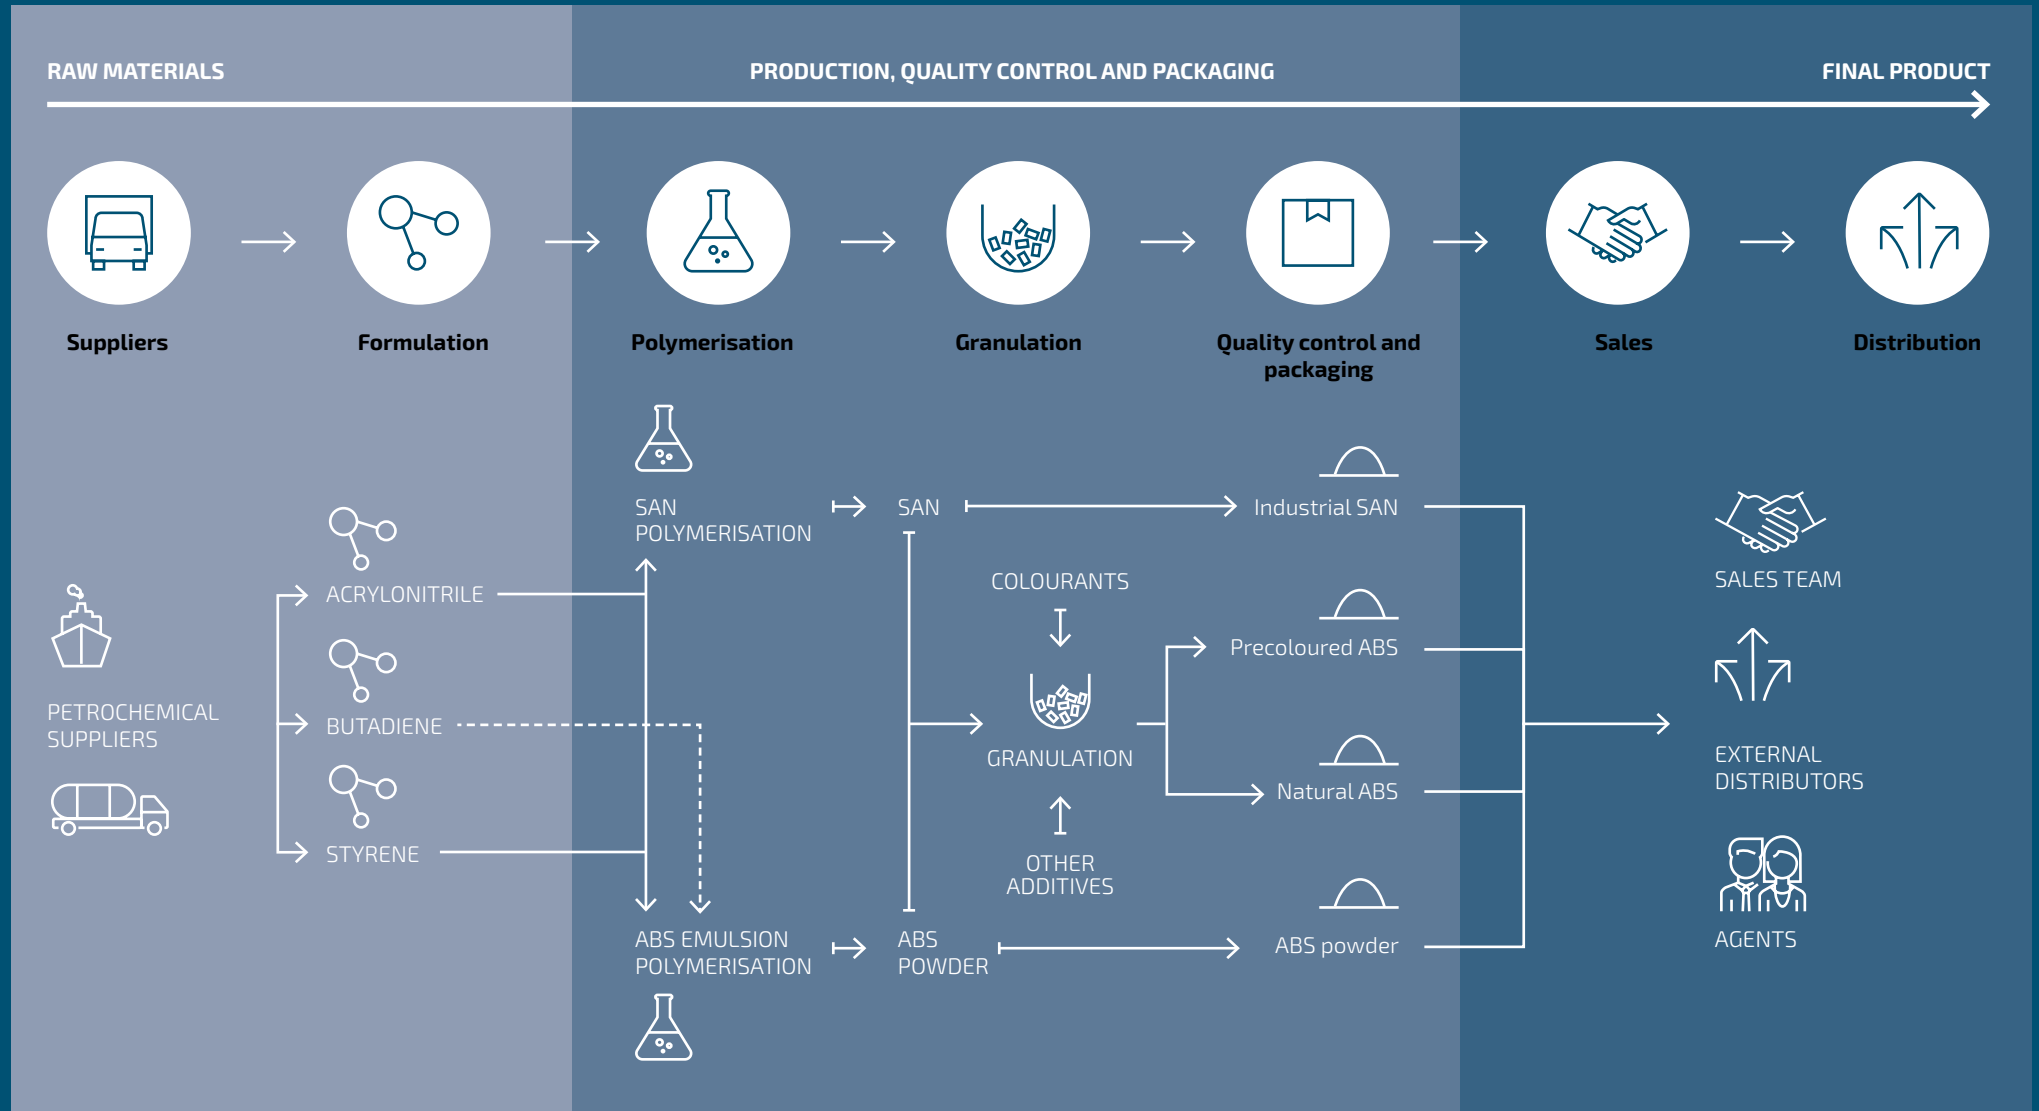 RAW MATERIALS
PRODUCTION, QUALITY CONTROL AND PACKAGING
FINAL PRODUCT
Suppliers
Formulation
Polymerisation
Granulation
Quality control and
packaging
Sales
Distribution
PETROCHEMICAL
SUPPLIERS
ACRYLONITRILE
BUTADIENE
STYRENE
SAN
POLYMERISATION
ABS EMULSION
POLYMERISATION
SAN
ABS
POWDER
COLOURANTS
GRANULATION
OTHER
ADDITIVES
Industrial SAN
Precoloured ABS
Natural ABS
ABS powder
SALES TEAM
EXTERNAL
DISTRIBUTORS
AGENTS